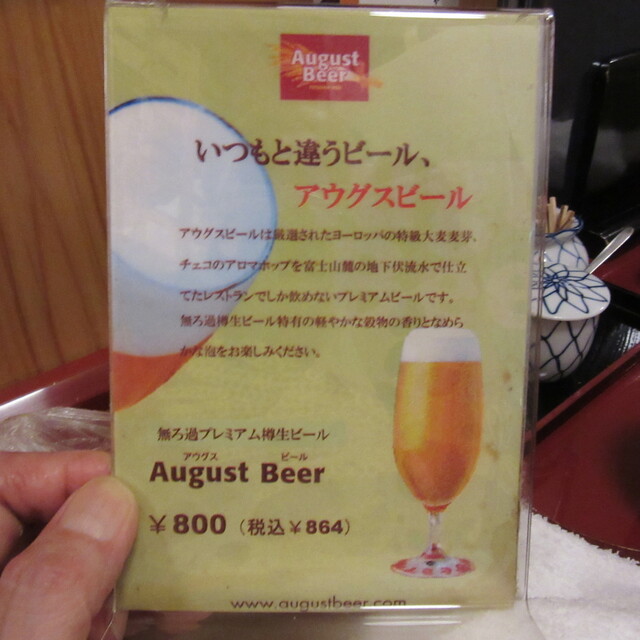 August
Beer
いつもと違うビール、
アウグスビール
アウグスビールは厳選されたヨーロッパの特級大麦麦芽、
チェコのアロマホップを富士山麓の地下伏流水で仕立
てたレストランでしか飲めないプレミアムビールです。
無ろ過樽生ビール特有の軽やかな穀物の香りとなめら
かな泡をお楽しみください。
無ろ過プレミアム樽生ビール
アウグス ビール
August Beer
￥800（税込￥864）
www.augustbeer.com